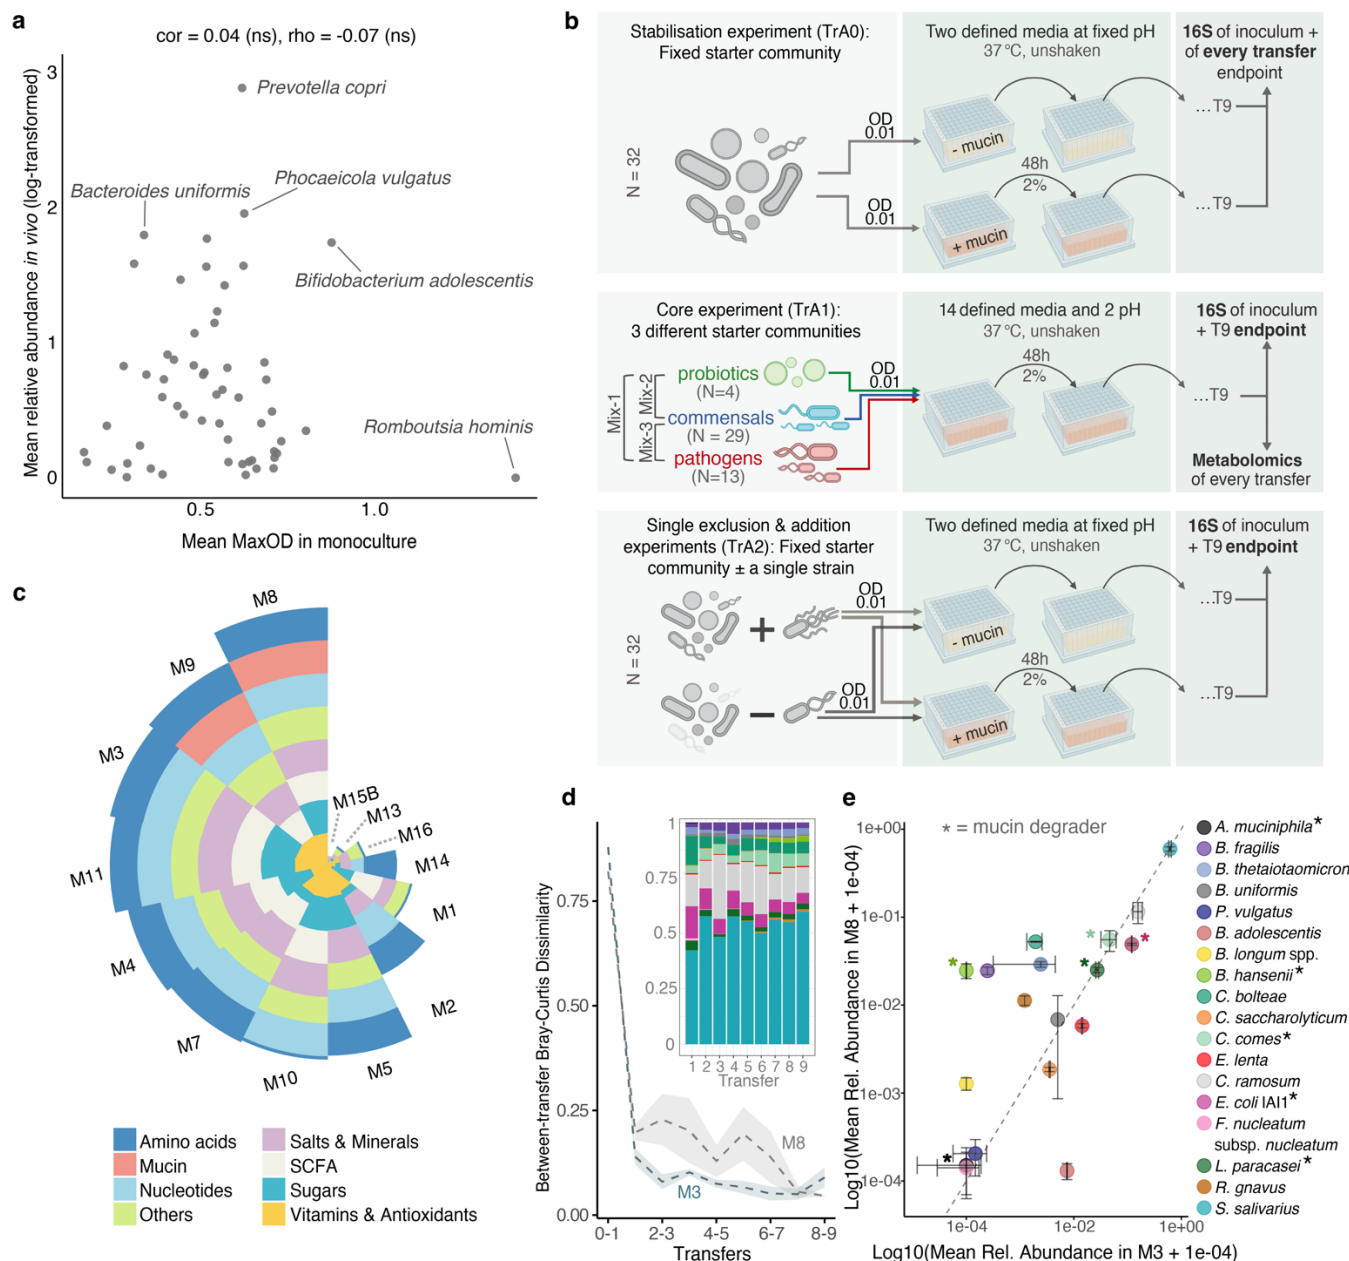 a
cor = 0.04 (ns), rho = -0.07 (ns)
Mean relative abundance in vivo (log-transformed)
3
2
1
0
Prevotella copri
Phocaeicola vulgatus
Bacteroides uniformis
Bifidobacterium adolescentis
Romboutsia hominis
0.5
1.0
Mean MaxOD in monoculture
b
Stabilisation experiment (TrA0):
Fixed starter community
N = 32
OD
0.01
OD
0.01
Two defined media at fixed pH
37 °C, unshaken
- mucin
48h
2%
+ mucin
16S of inoculum +
of every transfer
endpoint
...T9
...T9
Core experiment (TrA1):
3 different starter communities
Mix-1
Mix-2
Mix-3
probiotics
(N=4)
commensals
(N = 29)
pathogens
(N=13)
OD
0.01
14 defined media and 2 pH
37 °C, unshaken
48h
2%
16S of inoculum
+ T9 endpoint
...T9
Metabolomics
of every transfer
Single exclusion & addition
experiments (TrA2): Fixed starter
community ± a single strain
N = 32
+
−
OD
0.01
OD
0.01
Two defined media at fixed pH
37 °C, unshaken
- mucin
48h
2%
+ mucin
16S of inoculum
+ T9 endpoint
...T9
...T9
c
M8
M9
M3
M11
M4
M7
M10
M5
M2
M1
M14
M16
M13
M15B
Amino acids
Mucin
Nucleotides
Others
Salts & Minerals
SCFA
Sugars
Vitamins & Antioxidants
d
Between-transfer Bray-Curtis Dissimilarity
0.75
0.50
0.25
0.00
0-1
2-3
4-5
6-7
8-9
Transfers
M8
M3
1
0.75
0.5
0.25
0
1 2 3 4 5 6 7 8 9
Transfer
e
* = mucin degrader
Log10(Mean Rel. Abundance in M8 + 1e-04)
1e+00
1e-01
1e-02
1e-03
1e-04
*
*
*
*
*
1e-04
1e-02
1e+00
Log10(Mean Rel. Abundance in M3 + 1e-04)
A. muciniphila*
B. fragilis
B. thetaiotaomicron
B. uniformis
P. vulgatus
B. adolescentis
B. longum spp.
B. hansenii*
C. bolteae
C. saccharolyticum
C. comes*
E. lenta
C. ramosum
E. coli IAI1*
F. nucleatum
subsp. nucleatum
L. paracasei*
R. gnavus
S. salivarius